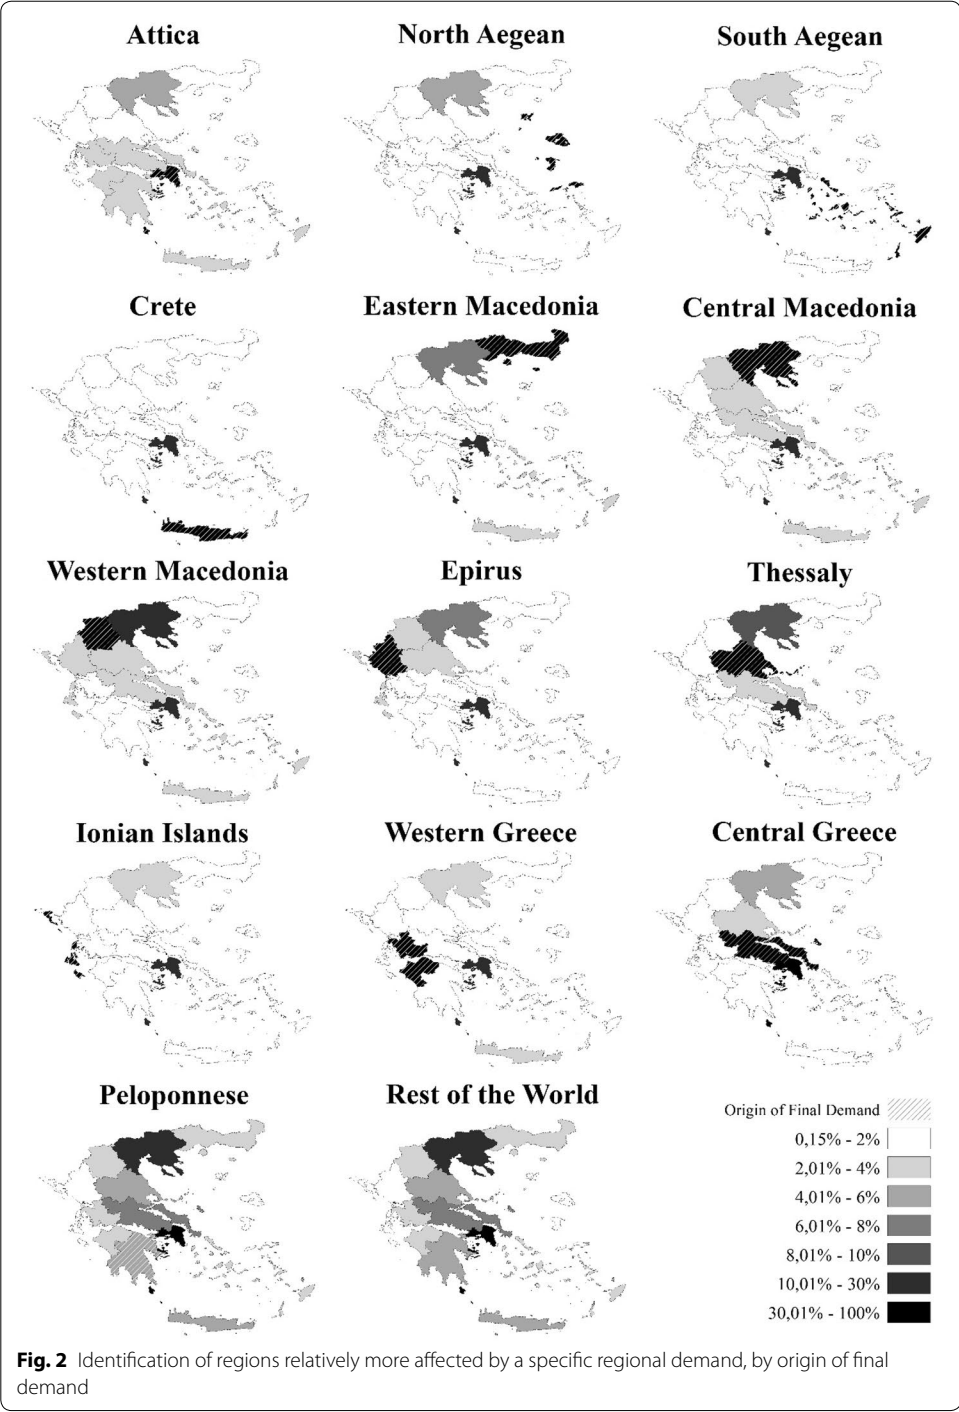 Attica
North Aegean
South Aegean
Crete
Eastern Macedonia
Central Macedonia
Western Macedonia
Epirus
Thessaly
Ionian Islands
Western Greece
Central Greece
Peloponnese
Rest of the World
Origin of Final Demand
0,15% - 2%
2,01% - 4%
4,01% - 6%
6,01% - 8%
8,01% - 10%
10,01% - 30%
30,01% - 100%
Fig. 2 Identification of regions relatively more affected by a specific regional demand, by origin of final
demand